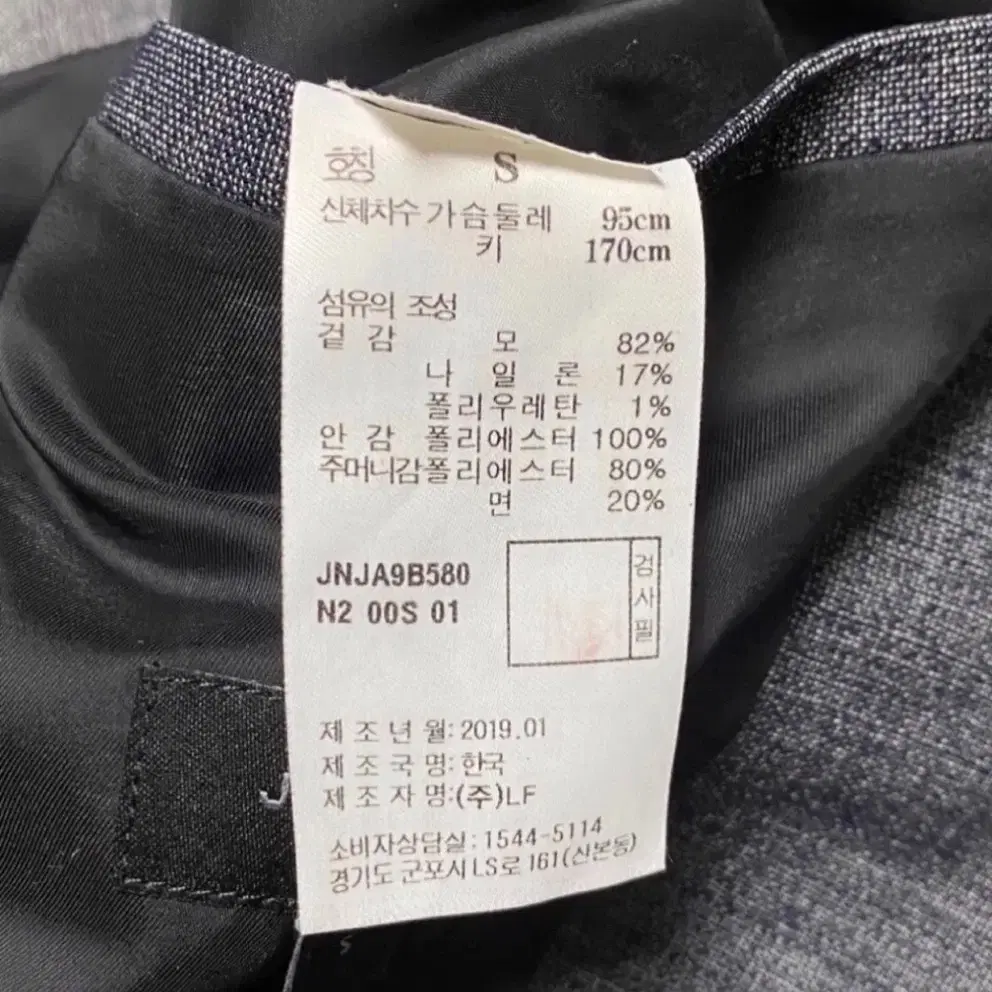 호칭 S
신체치수 가슴둘레 95cm
키 170cm
섬유의 조성
겉감 모 82%
나일론 17%
폴리우레탄 1%
안감 폴리에스터 100%
주머니감 폴리에스터 80%
면 20%
JNJA9B580
N2 00S 01
검사필
제조년월: 2019.01
제조국명: 한국
제조자명: (주)LF
소비자상담실: 1544-5114
경기도 군포시 LS로 161(산본동)
J
S